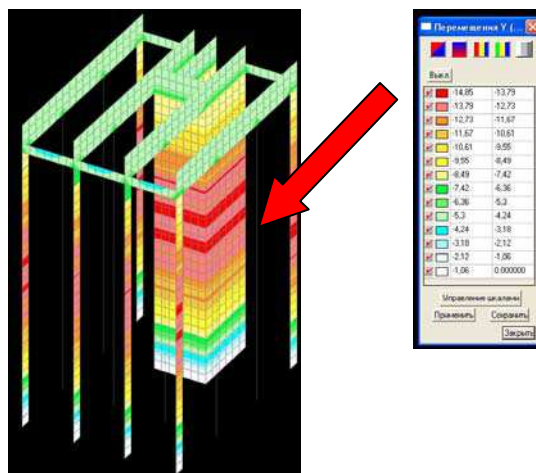 Перемещения Y (...
Выкл.
-14,85 -13,79
-13,79 -12,73
-12,73 -11,67
-11,67 -10,61
-10,61 -9,55
-9,55 -8,49
-8,49 -7,42
-7,42 -6,36
-6,36 -5,3
-5,3 -4,24
-4,24 -3,18
-3,18 -2,12
-2,12 -1,06
-1,06 0.000000
Управление шкалами
Применить Сохранить
Закрыть